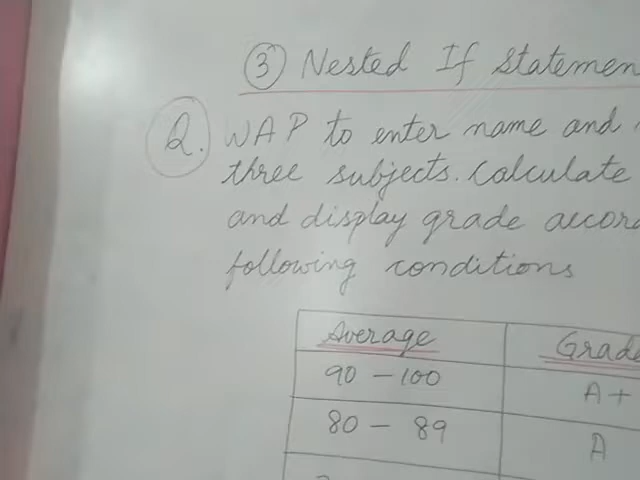 ③ Nested If Statemen
Q. WAP to enter name and
three subjects. Calculate
and display grade accord
following conditions
Average Grade
90 - 100 A+
80 - 89 A